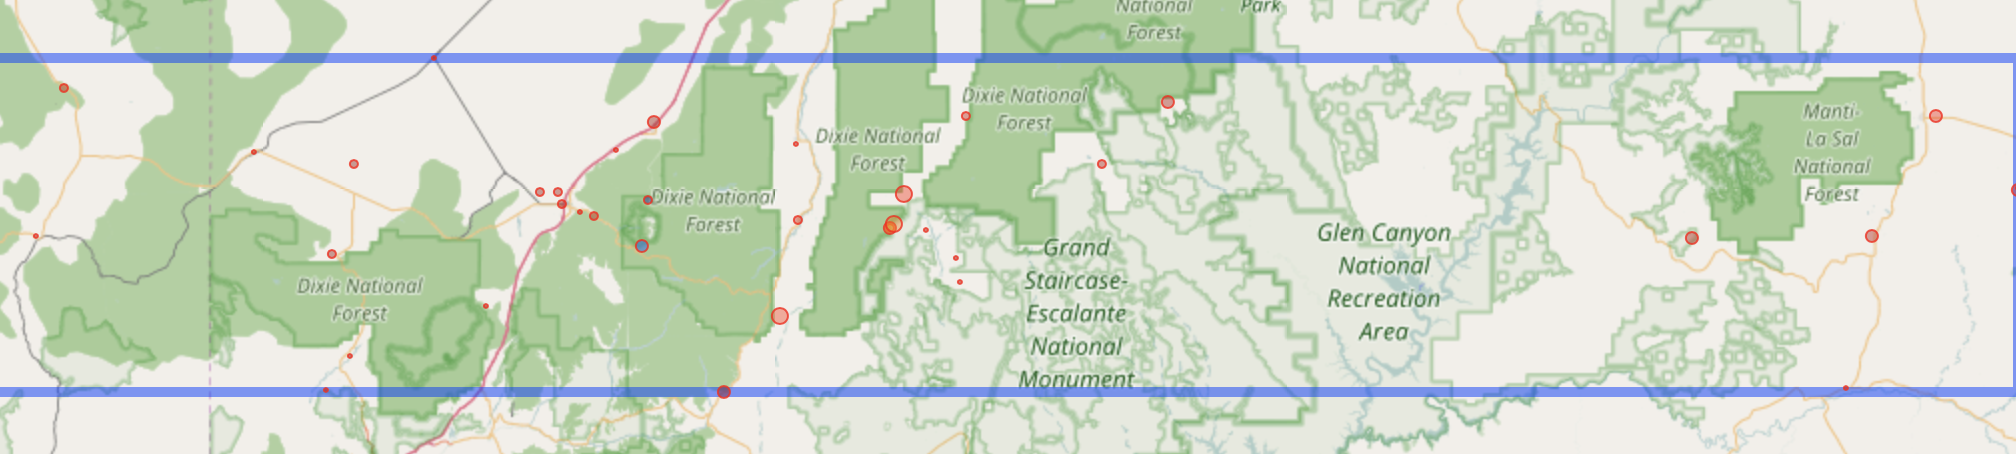 National
Forest
Park
Dixie National
Forest
Dixie National
Forest
Manti-
La Sal
National
Forest
Dixie National
Forest
Grand
Staircase-
Escalante
National
Monument
Glen Canyon
National
Recreation
Area
Dixie National
Forest